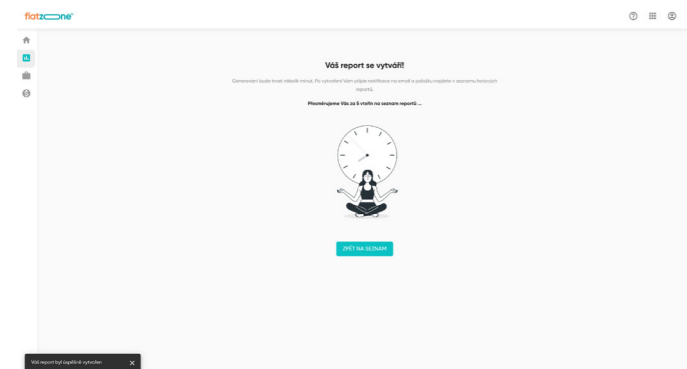 flatzone
Váš report se vytváří!
Generování bude trvat několik minut. Po vytvoření Vám přijde notifikace na email a položku najdete v seznamu hotových
reportů.
Přesměrujeme Vás za 5 vteřin na seznam reportů ...
ZPĚT NA SEZNAM
Váš report byl úspěšně vytvořen